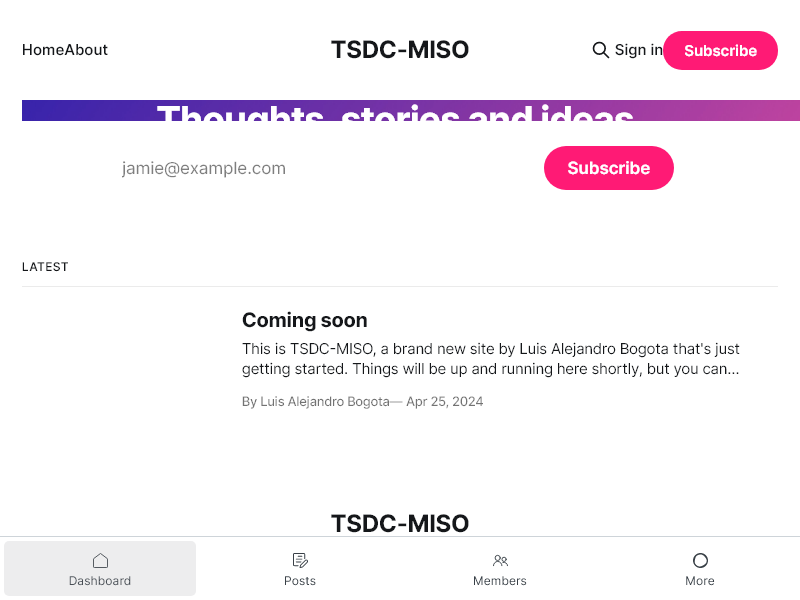 Home About TSDC-MISO Sign in Subscribe
Thoughts, stories and ideas.
jamie@example.com Subscribe
LATEST
Coming soon
This is TSDC-MISO, a brand new site by Luis Alejandro Bogota that's just
getting started. Things will be up and running here shortly, but you can...
By Luis Alejandro Bogota— Apr 25, 2024
TSDC-MISO
Dashboard Posts Members More